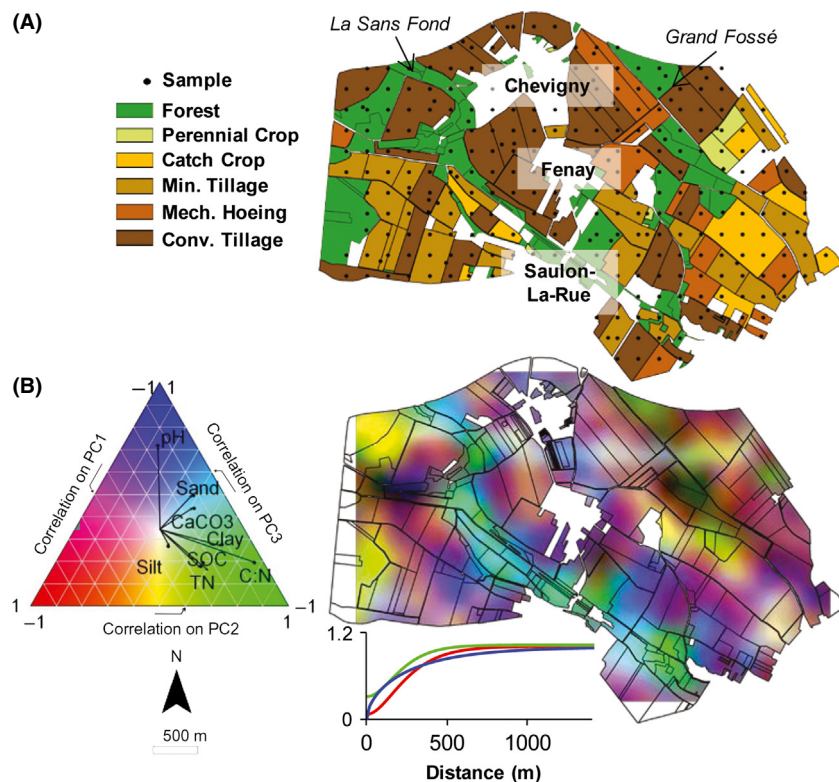 (A)
La Sans Fond
Grand Fossé
Chevigny
Fenay
Saulon-
La-Rue
Sample
Forest
Perennial Crop
Catch Crop
Min. Tillage
Mech. Hoeing
Conv. Tillage
(B)
−1 1
Correlation on PC1
Correlation on PC3
pH
Sand
CaCO3
Clay
Silt
SOC
TN
C:N
1
−1
1
−1
Correlation on PC2
N
500 m
1.2
0
0
500
1000
Distance (m)